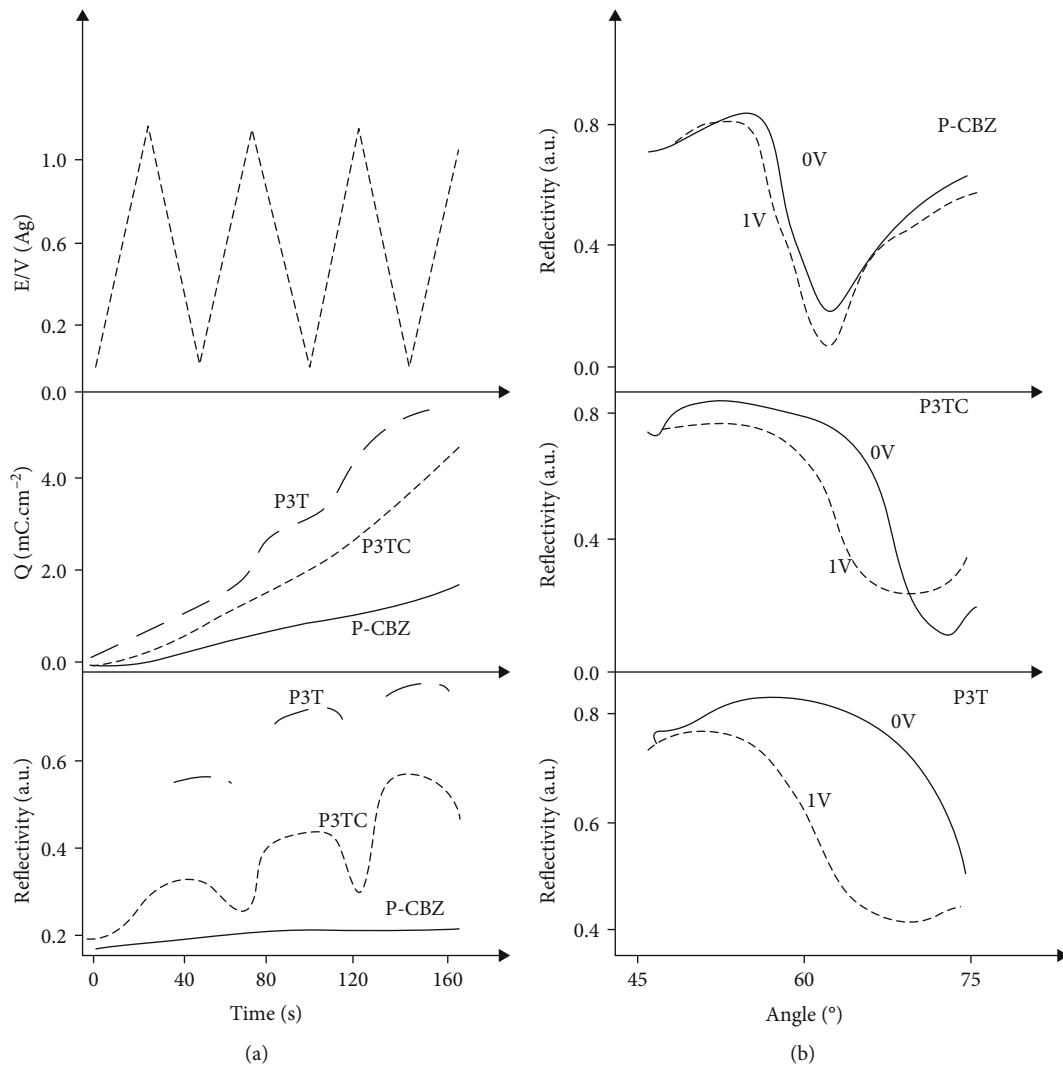 1.0
0.6
0.2
0.0
E/V (Ag)
4.0
2.0
1.0
0.0
Q (mC.cm⁻²)
P3T
P3TC
P-CBZ
0.6
0.4
0.2
Reflectivity (a.u.)
P3T
P3TC
P-CBZ
0 40 80 120 160
Time (s)
(a)
0.8
0.4
0.0
Reflectivity (a.u.)
P-CBZ
0V
1V
0.8
0.4
0.0
Reflectivity (a.u.)
P3TC
0V
1V
0.8
0.6
0.4
Reflectivity (a.u.)
P3T
0V
1V
45 60 75
Angle (°)
(b)